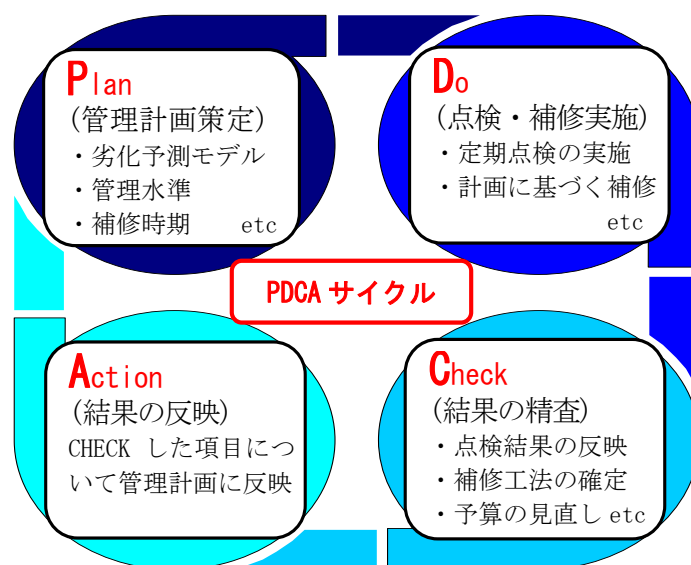 Plan
(管理計画策定)
・劣化予測モデル
・管理水準
・補修時期 etc
Do
(点検・補修実施)
・定期点検の実施
・計画に基づく補修
etc
PDCA サイクル
Action
(結果の反映)
CHECK した項目につ
いて管理計画に反映
Check
(結果の精査)
・点検結果の反映
・補修工法の確定
・予算の見直し etc